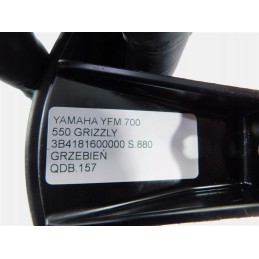 YAMAHA YFM 700
550 GRIZZLY
3B4181600000 S.880
GRZEBIEŃ
QDB.157